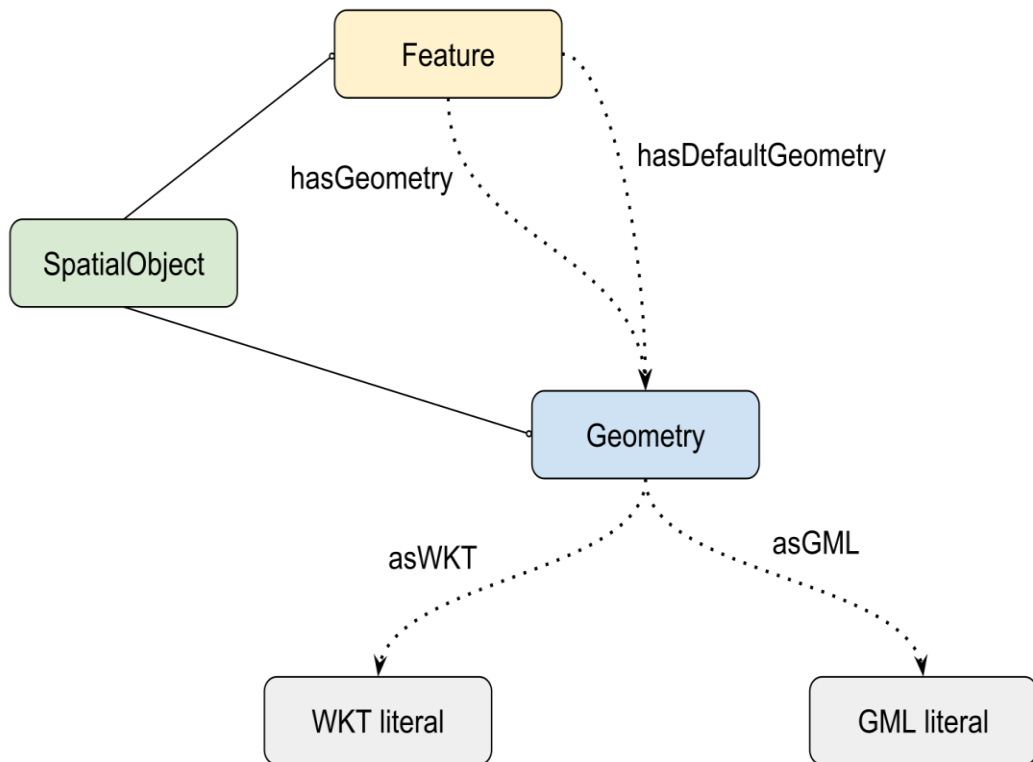 Feature
hasDefaultGeometry
hasGeometry
SpatialObject
Geometry
asWKT
asGML
WKT literal
GML literal